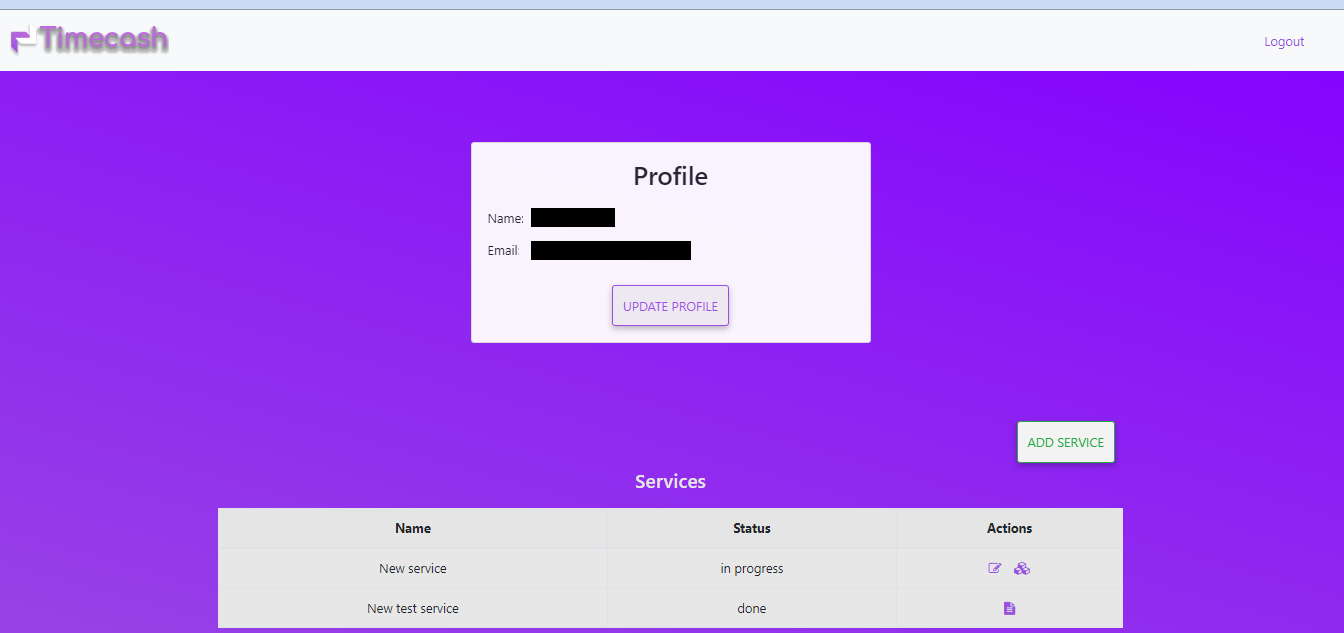 Timecash
Logout
Profile
Name:
Email:
UPDATE PROFILE
ADD SERVICE
Services
Name Status Actions
New service in progress
New test service done